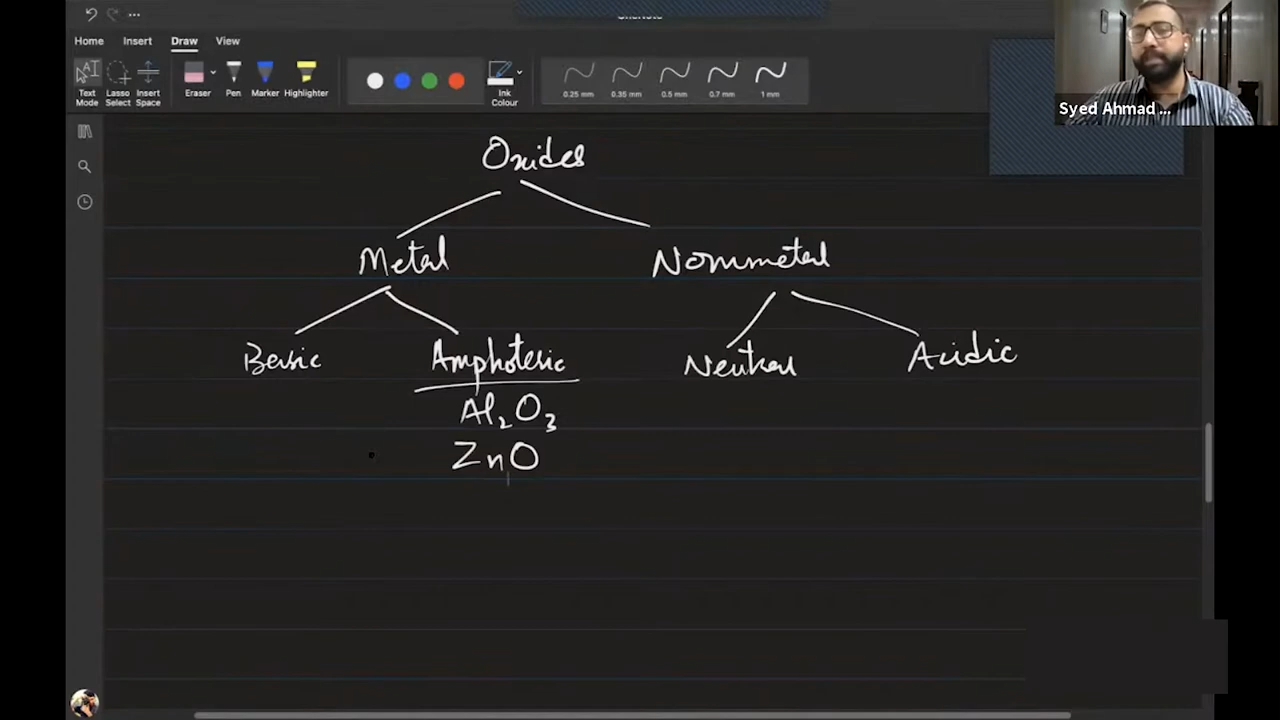 OneNote
Home Insert Draw View
Text Mode Lasso Select Insert Space Eraser Pen Marker Highlighter Ink Colour 0.25 mm 0.35 mm 0.5 mm 0.7 mm 1 mm
Syed Ahmad ...
Oxides
Metal Nonmetal
Basic Amphoteric Neutral Acidic
Al₂O₃
ZnO